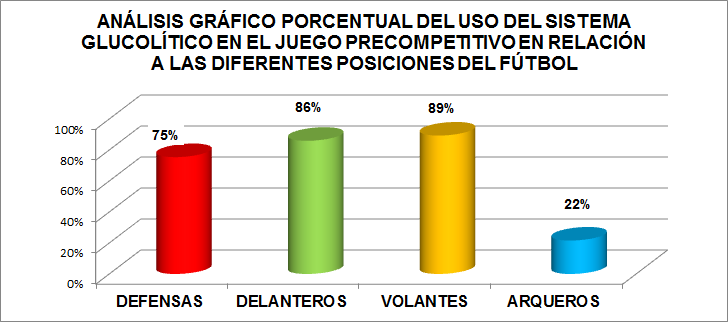 ANÁLISIS GRÁFICO PORCENTUAL DEL USO DEL SISTEMA
GLUCOLÍTICO EN EL JUEGO PRECOMPETITIVO EN RELACIÓN
A LAS DIFERENTES POSICIONES DEL FÚTBOL
75%
86%
89%
22%
100%
80%
60%
40%
20%
0%
DEFENSAS
DELANTEROS
VOLANTES
ARQUEROS